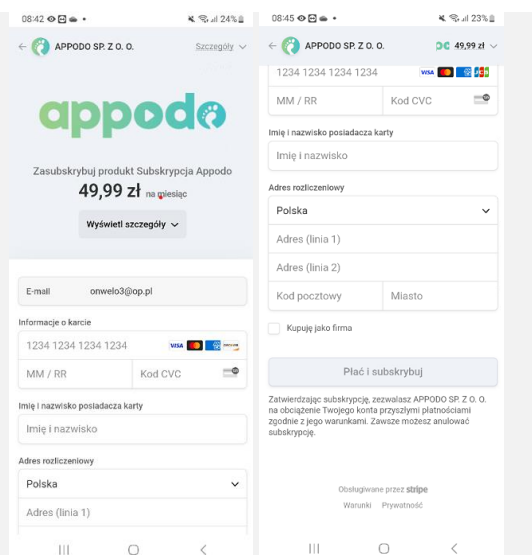 08:42
24%
APPODO SP. Z O. O.
Szczegóły
appodo
Zasubskrybuj produkt Subskrypcja Appodo
49,99 zł na miesiąc
Wyświetl szczegóły
E-mail onwelo3@op.pl
Informacje o karcie
1234 1234 1234 1234 VISA
MM / RR Kod CVC
Imię i nazwisko posiadacza karty
Imię i nazwisko
Adres rozliczeniowy
Polska
Adres (linia 1)
08:45
23%
APPODO SP. Z O. O.
49,99 zł
1234 1234 1234 1234 VISA JCB
MM / RR Kod CVC
Imię i nazwisko posiadacza karty
Imię i nazwisko
Adres rozliczeniowy
Polska
Adres (linia 1)
Adres (linia 2)
Kod pocztowy Miasto
Kupuję jako firma
Płać i subskrybuj
Zatwierdzając subskrypcję, zezwalasz APPODO SP. Z O. O.
na obciążenie Twojego konta przyszłymi płatnościami
zgodnie z jego warunkami. Zawsze możesz anulować
subskrypcję.
Obsługiwane przez stripe
Warunki Prywatność